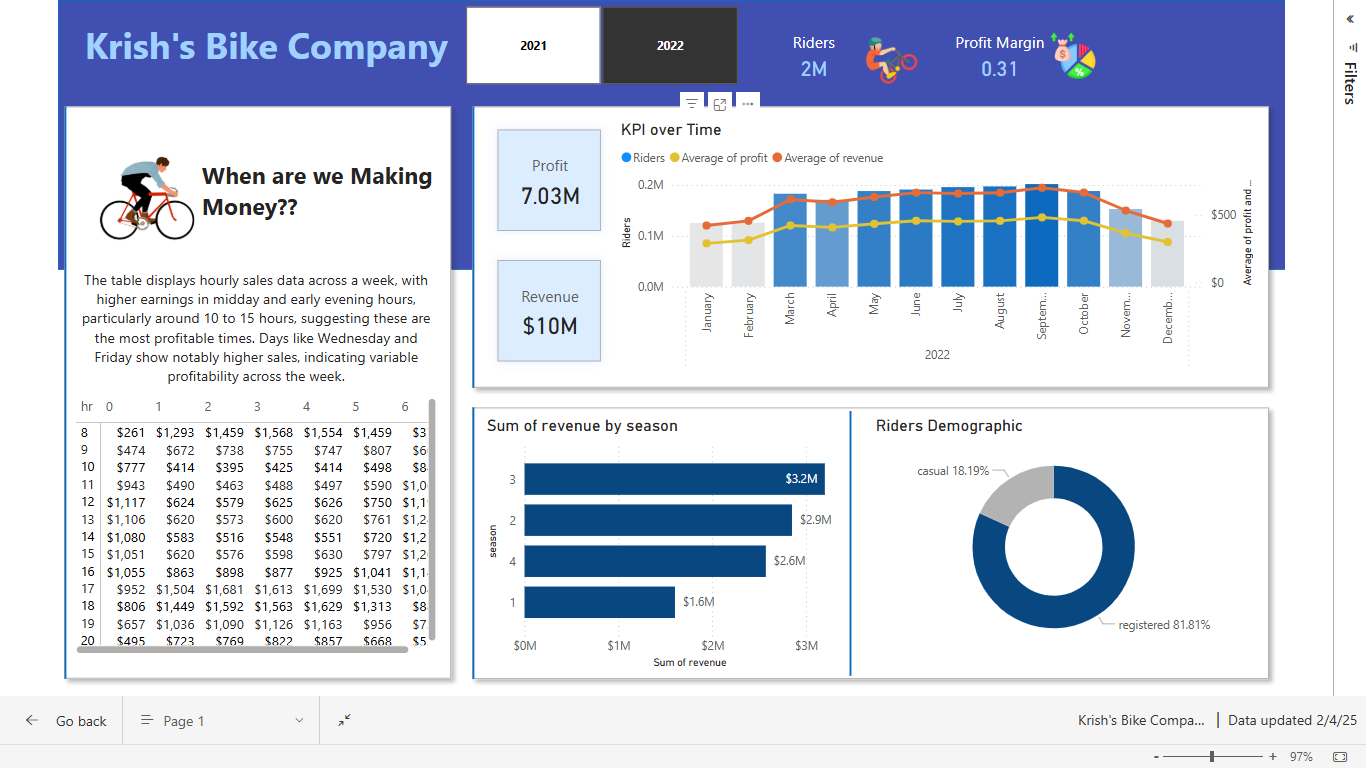 Krish's Bike Company
2021
2022
Riders
2M
Profit Margin
0.31
Filters
When are we Making
Money??
The table displays hourly sales data across a week, with
higher earnings in midday and early evening hours,
particularly around 10 to 15 hours, suggesting these are
the most profitable times. Days like Wednesday and
Friday show notably higher sales, indicating variable
profitability across the week.
hr 0 1 2 3 4 5 6
8 $261 $1,293 $1,459 $1,568 $1,554 $1,459 $3
9 $474 $672 $738 $755 $747 $807 $6
10 $777 $414 $395 $425 $414 $498 $8
11 $943 $490 $463 $488 $497 $590 $1,0
12 $1,117 $624 $579 $625 $626 $750 $1,1
13 $1,106 $620 $573 $600 $620 $761 $1,2
14 $1,080 $583 $516 $548 $551 $720 $1,2
15 $1,051 $620 $576 $598 $630 $797 $1,2
16 $1,055 $863 $898 $877 $925 $1,041 $1,1
17 $952 $1,504 $1,681 $1,613 $1,699 $1,530 $1,0
18 $806 $1,449 $1,592 $1,563 $1,629 $1,313 $8
19 $657 $1,036 $1,090 $1,126 $1,163 $956 $7
20 $495 $723 $769 $822 $857 $668 $5
Profit
7.03M
Revenue
$10M
KPI over Time
Riders Average of profit Average of revenue
Riders
0.2M
0.1M
0.0M
$500
$0
Average of profit and ...
January
February
March
April
May
June
July
August
Septem...
October
Novem...
Decemb...
2022
Sum of revenue by season
season
3 $3.2M
2 $2.9M
4 $2.6M
1 $1.6M
$0M $1M $2M $3M
Sum of revenue
Riders Demographic
casual 18.19%
registered 81.81%
Go back
Page 1
Krish's Bike Compa... | Data updated 2/4/25
- + 97%